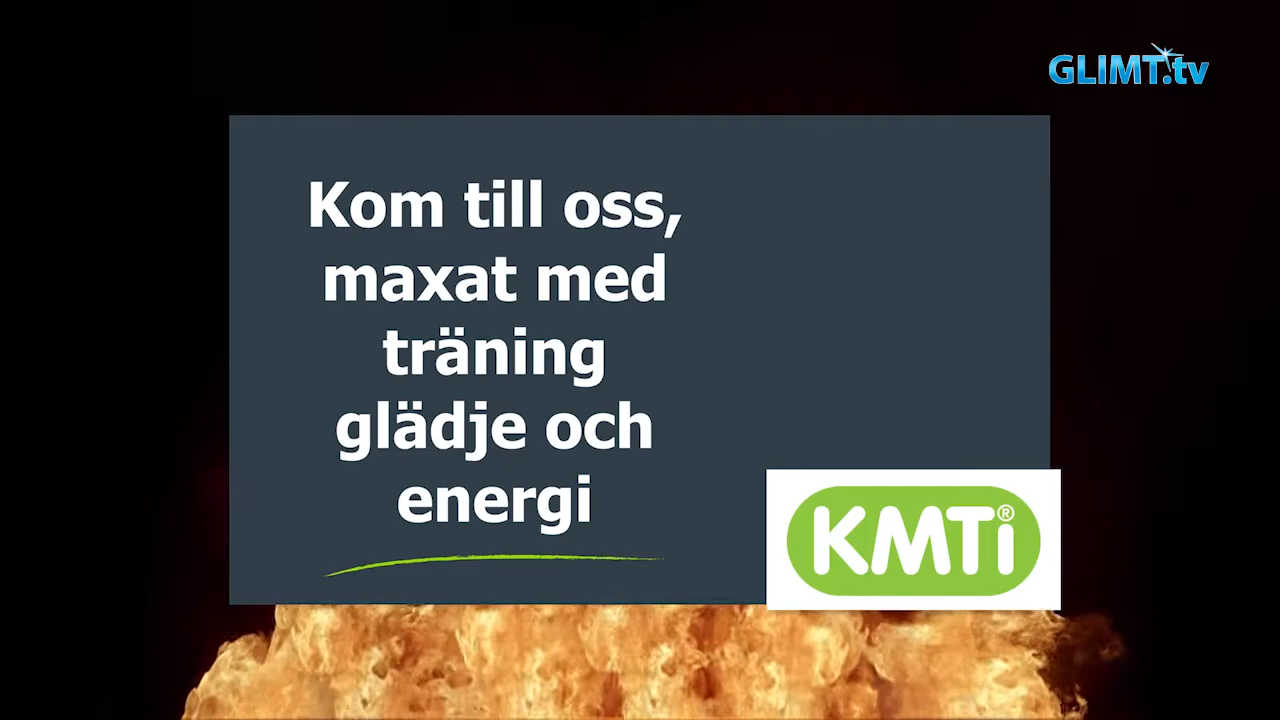 GLIMT.tv
Kom till oss,
maxat med
träning
glädje och
energi
KMTi®